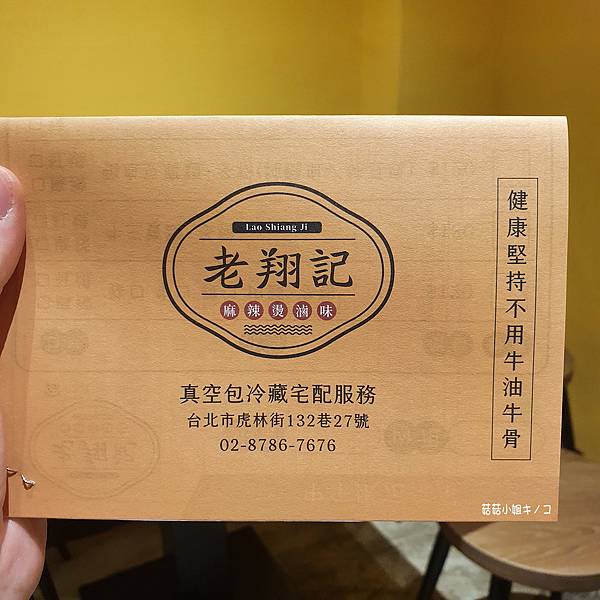 Lao Shiang Ji
老翔記
麻辣燙滷味
真空包冷藏宅配服務
台北市虎林街132巷27號
02-8786-7676
健康堅持不用牛油牛骨
菇菇小姐キノコ